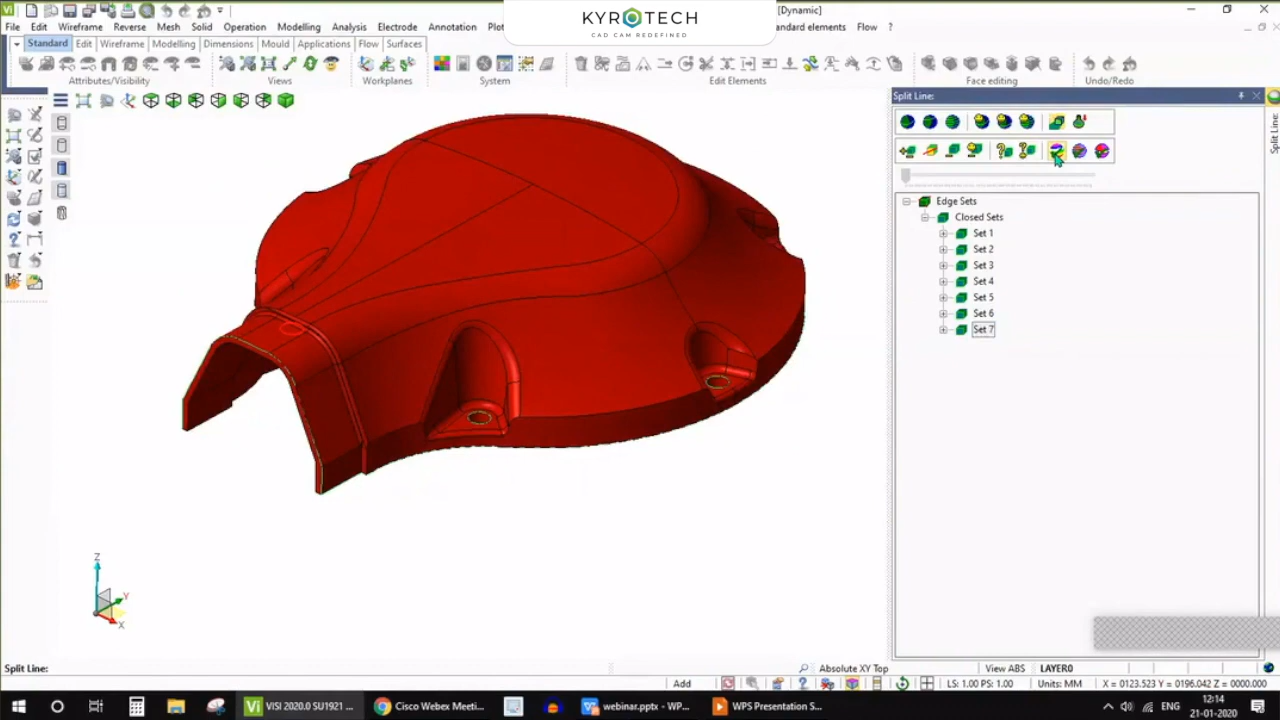 Vi
[Dynamic]
KYROTECH
CAD CAM REDEFINED
File Edit Wireframe Reverse Mesh Solid Operation Modelling Analysis Electrode Annotation Plot
andard elements Flow ?
Standard Edit Wireframe Modelling Dimensions Mould Applications Flow Surfaces
Attributes/Visibility Views Workplanes System Edit Elements Face editing Undo/Redo
Split Line:
Split Line:
Edge Sets
Closed Sets
Set 1
Set 2
Set 3
Set 4
Set 5
Set 6
Set 7
Z
Y
X
Split Line:
Absolute XY Top View ABS LAYER0
Add LS: 1.00 PS: 1.00 Units: MM X = 0123.523 Y = 0196.042 Z = 0000.000
Vi VISI 2020.0 SU1921 Cisco Webex Meeti... webinar.pptx - WP... WPS Presentation S... ENG 12:14
21-01-2020